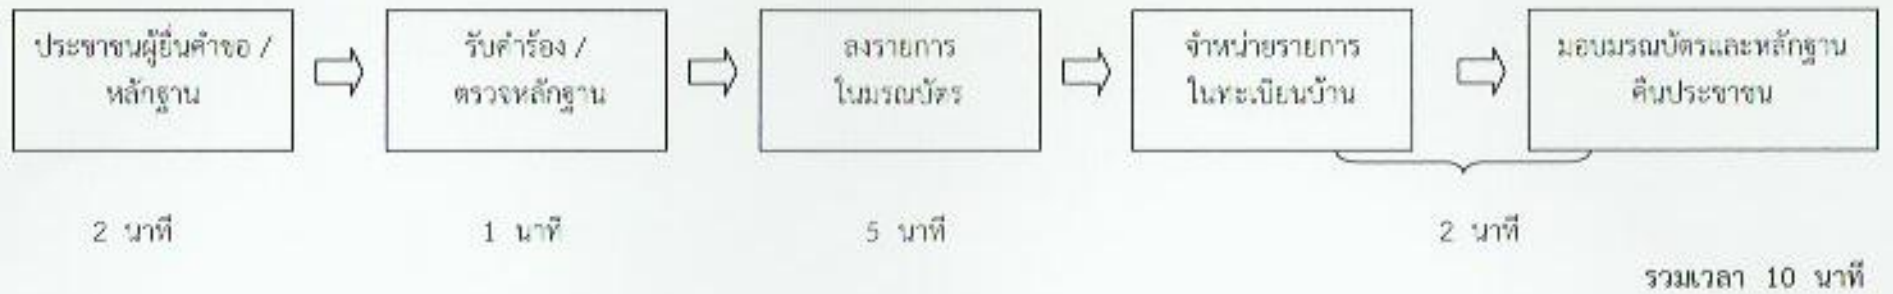 ประชาชนผู้ยื่นคำขอ /
หลักฐาน
รับคำร้อง /
ตรวจหลักฐาน
ลงรายการ
ในมรณบัตร
จำหน่ายรายการ
ในทะเบียนบ้าน
มอบมรณบัตรและหลักฐาน
คืนประชาชน
2 นาที
1 นาที
5 นาที
2 นาที
รวมเวลา 10 นาที